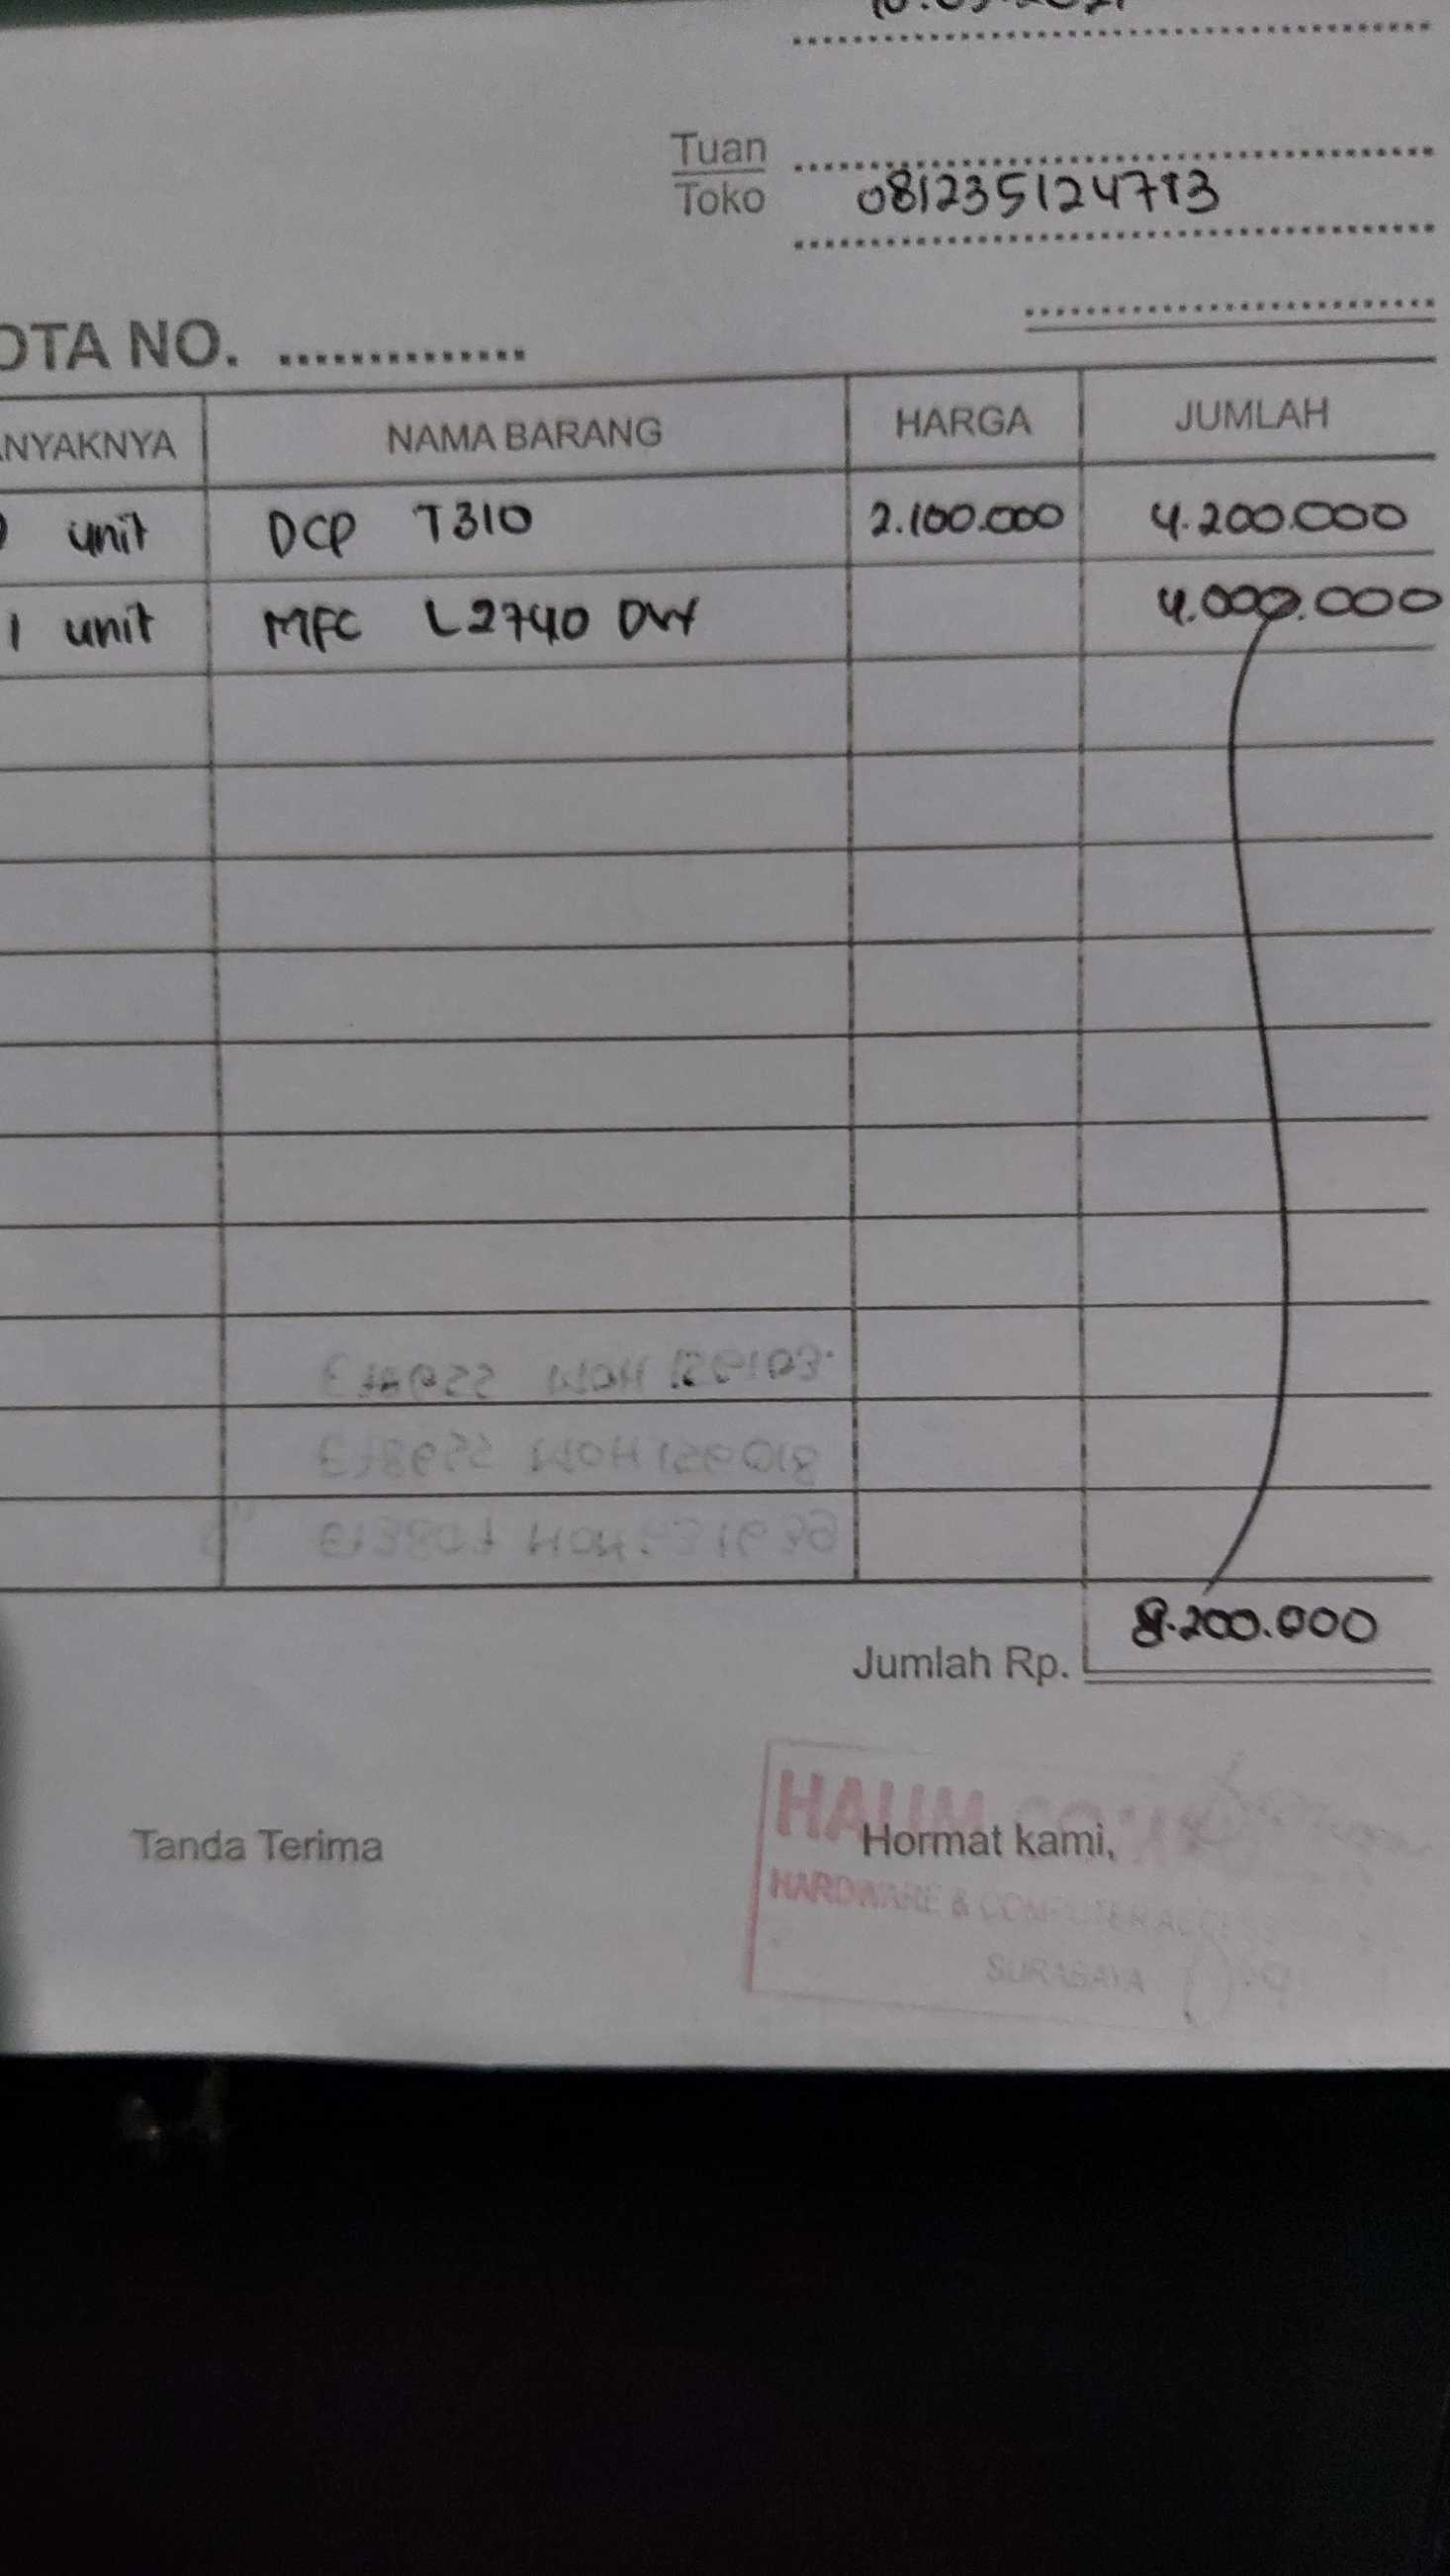 Tuan
Toko 081235124713
OTA NO. ..............
NYAKNYA NAMA BARANG HARGA JUMLAH
unit DCP T310 2.100.000 4.200.000
1 unit MFC L2740 DW 4.000.000
8.200.000
Jumlah Rp.
Tanda Terima Hormat kami,
HARDWARE & COMPUTER
SURABAYA